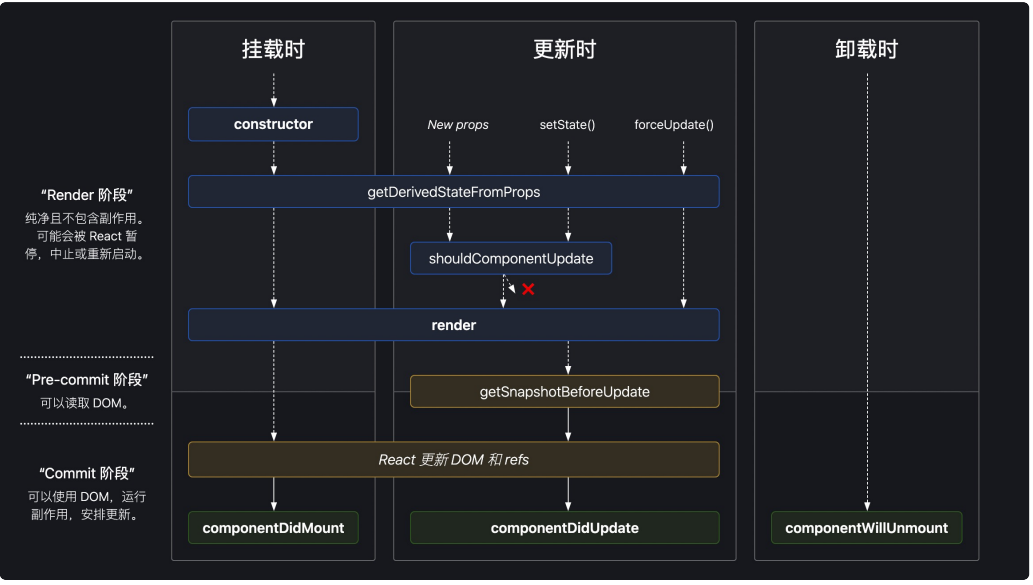 挂载时
更新时
卸载时
constructor
New props
setState()
forceUpdate()
“Render 阶段”
纯净且不包含副作用。
可能会被 React 暂
停，中止或重新启动。
getDerivedStateFromProps
shouldComponentUpdate
render
“Pre-commit 阶段”
可以读取 DOM。
getSnapshotBeforeUpdate
“Commit 阶段”
可以使用 DOM，运行
副作用，安排更新。
React 更新 DOM 和 refs
componentDidMount
componentDidUpdate
componentWillUnmount